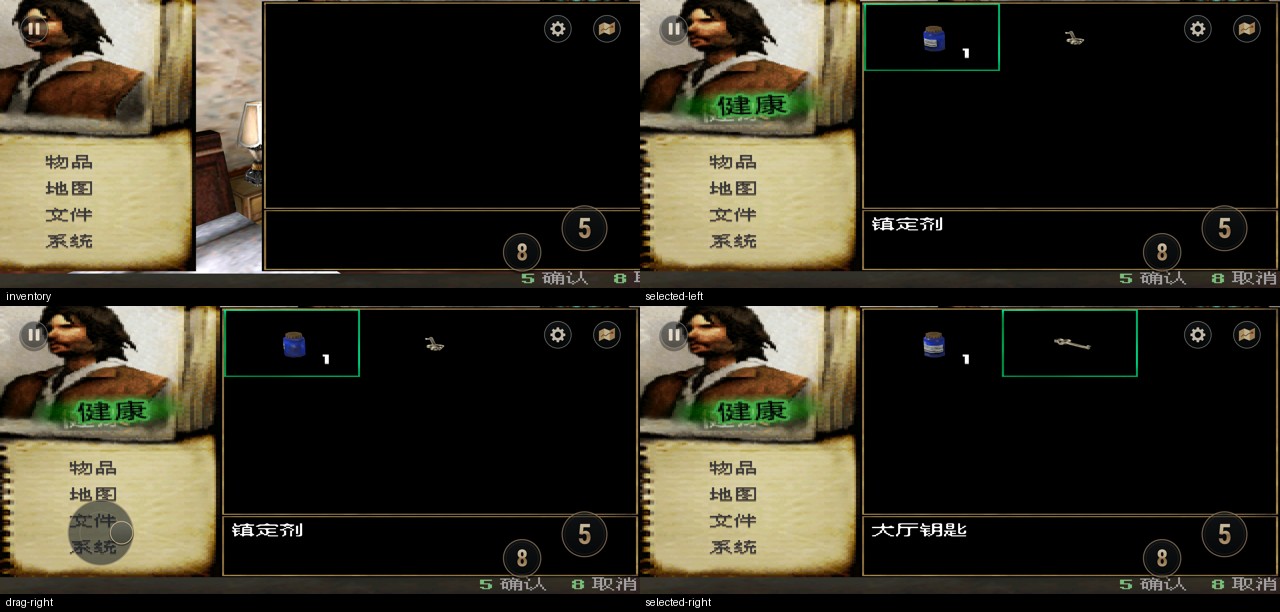 物品
地图
文件
系统
8
5
5 确认 8
inventory
1
健康
物品
地图
文件
系统
镇定剂
8
5
5 确认 8 取消
selected-left
1
健康
物品
地图
文件
系统
镇定剂
8
5
5 确认 8 取消
drag-right
1
健康
物品
地图
文件
系统
大厅钥匙
8
5
5 确认 8 取消
selected-right